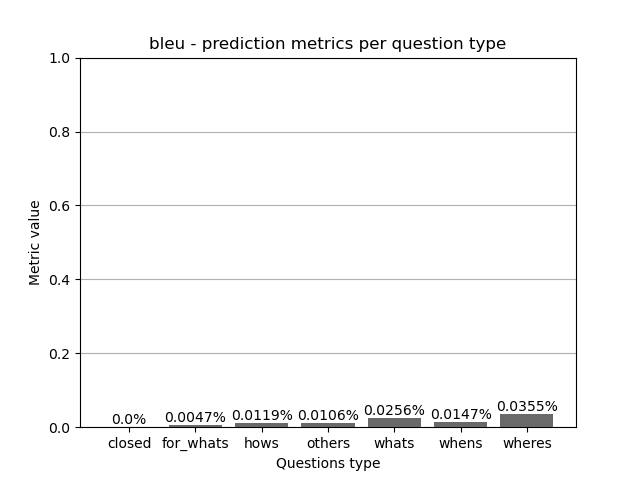 bleu - prediction metrics per question type
Metric value
1.0
0.8
0.6
0.4
0.2
0.0
0.0% 0.0047% 0.0119% 0.0106% 0.0256% 0.0147% 0.0355%
closed for_whats hows others whats whens wheres
Questions type